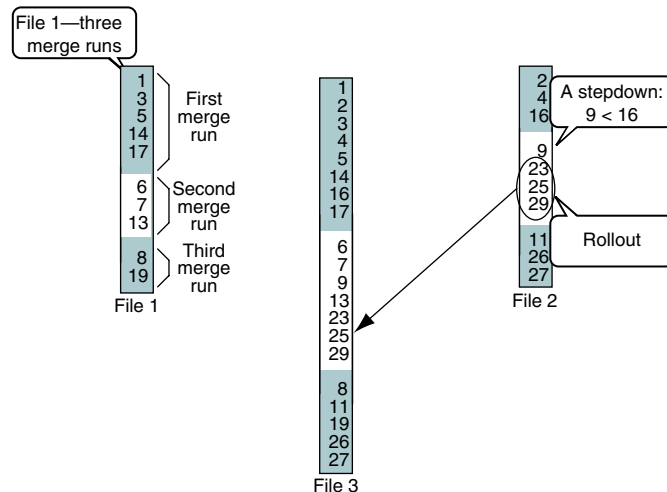 File 1—three
merge runs
1
3
5
14
17
First
merge
run
6
7
13
Second
merge
run
8
19
Third
merge
run
File 1
1
2
3
4
5
14
16
17
6
7
9
13
23
25
29
8
11
19
26
27
File 3
2
4
16
A stepdown:
9 < 16
9
23
25
29
Rollout
11
26
27
File 2